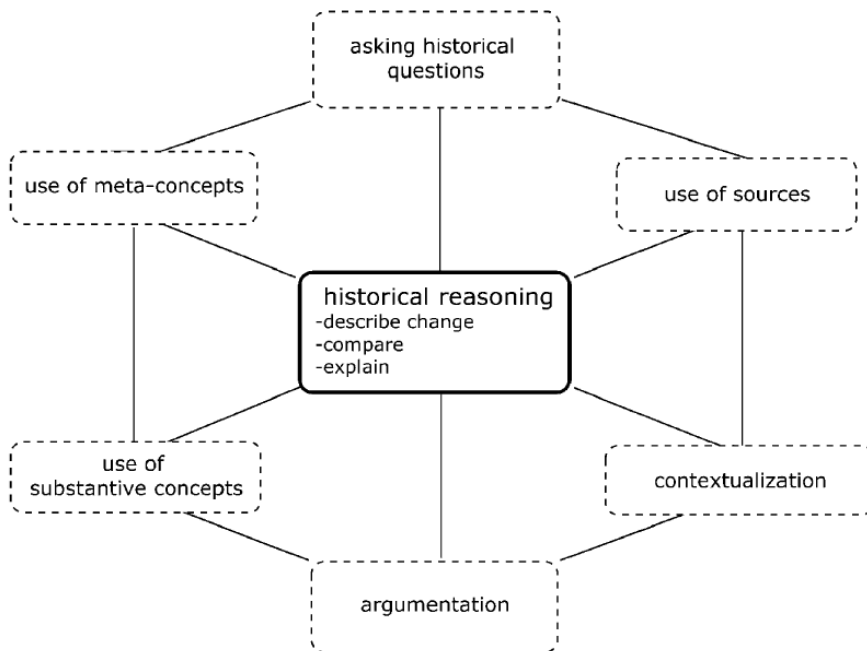 asking historical
questions
use of meta-concepts
use of sources
historical reasoning
-describe change
-compare
-explain
use of
substantive concepts
contextualization
argumentation